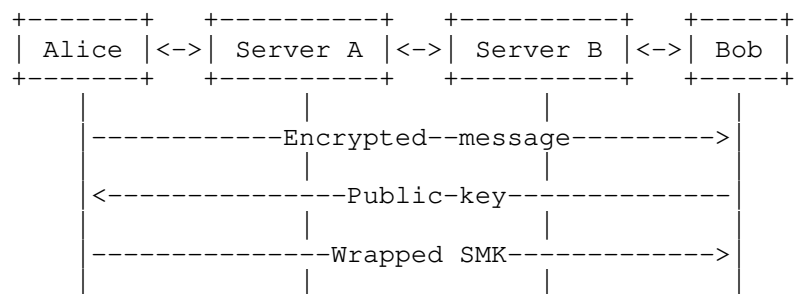 +-------+   +----------+   +----------+   +-----+
| Alice |<->| Server A |<->| Server B |<->| Bob |
+-------+   +----------+   +----------+   +-----+
    |             |              |           |
    |------------Encrypted--message--------->|
    |             |              |           |
    |<---------------Public-key--------------|
    |             |              |           |
    |---------------Wrapped SMK------------->|
    |             |              |           |